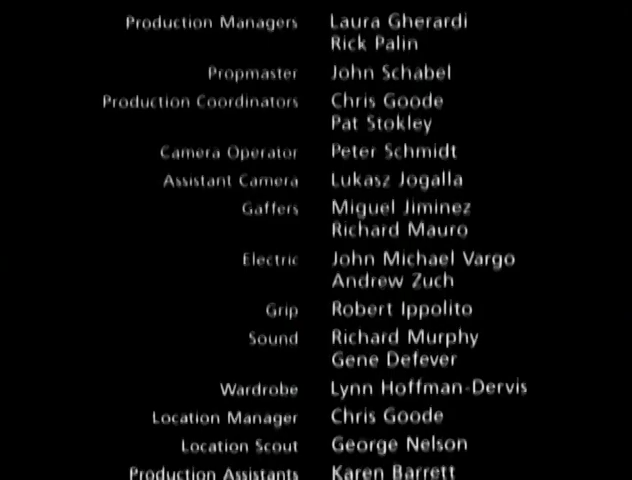 Production Managers Laura Gherardi
Rick Palin
Propmaster John Schabel
Production Coordinators Chris Goode
Pat Stokley
Camera Operator Peter Schmidt
Assistant Camera Lukasz Jogalla
Gaffers Miguel Jiminez
Richard Mauro
Electric John Michael Vargo
Andrew Zuch
Grip Robert Ippolito
Sound Richard Murphy
Gene Defever
Wardrobe Lynn Hoffman-Dervis
Location Manager Chris Goode
Location Scout George Nelson
Production Assistants Karen Barrett